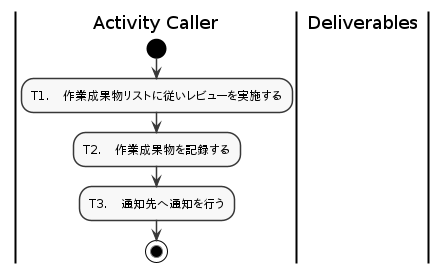 Activity Caller
Deliverables
T1.　作業成果物リストに従いレビューを実施する
T2.　作業成果物を記録する
T3.　通知先へ通知を行う